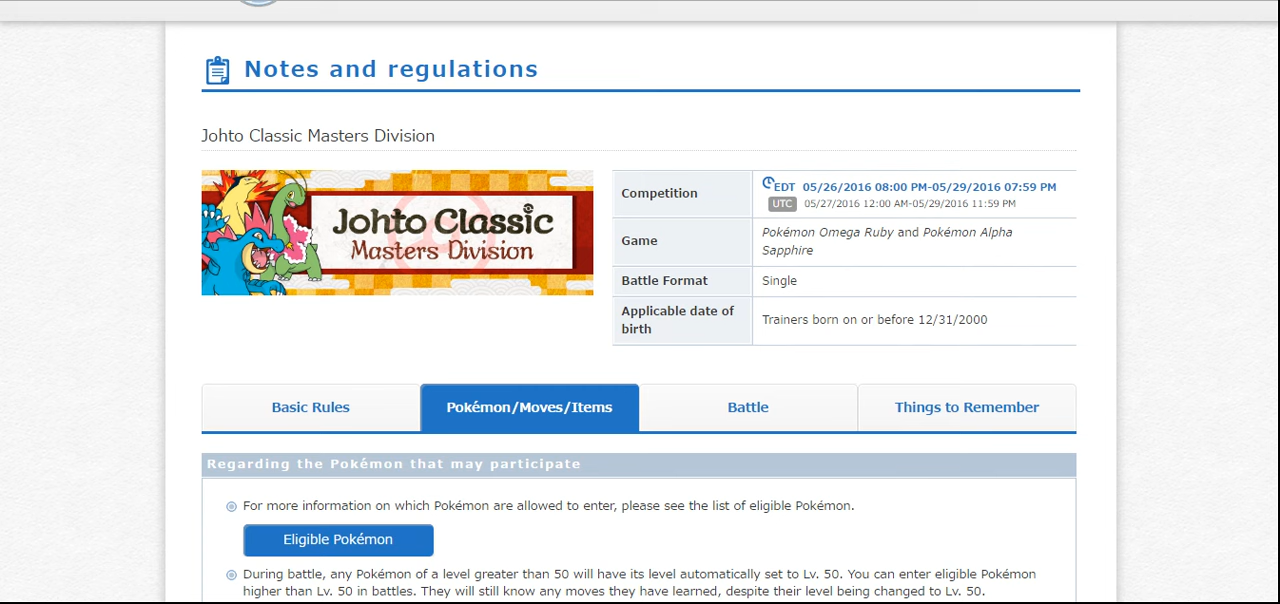 Notes and regulations
Johto Classic Masters Division
Johto Classic
Masters Division
Competition
EDT 05/26/2016 08:00 PM-05/29/2016 07:59 PM
UTC 05/27/2016 12:00 AM-05/29/2016 11:59 PM
Game
Pokémon Omega Ruby and Pokémon Alpha
Sapphire
Battle Format
Single
Applicable date of
birth
Trainers born on or before 12/31/2000
Basic Rules
Pokémon/Moves/Items
Battle
Things to Remember
Regarding the Pokémon that may participate
For more information on which Pokémon are allowed to enter, please see the list of eligible Pokémon.
Eligible Pokémon
During battle, any Pokémon of a level greater than 50 will have its level automatically set to Lv. 50. You can enter eligible Pokémon
higher than Lv. 50 in battles. They will still know any moves they have learned, despite their level being changed to Lv. 50.